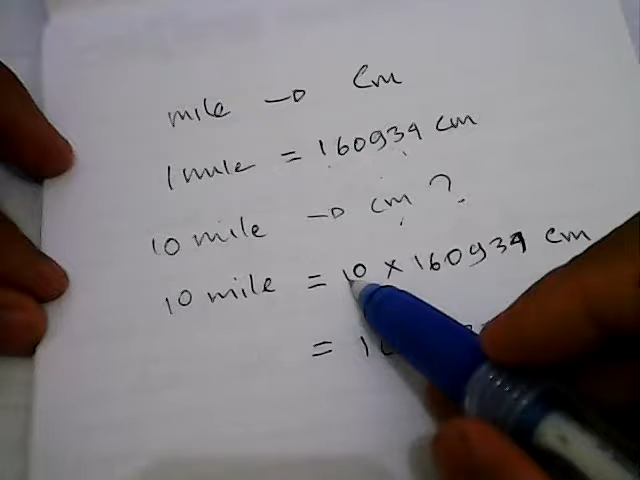 mile → cm
1 mile = 160934 cm
10 mile → cm ?
10 mile = 10 × 160934 cm
= 1